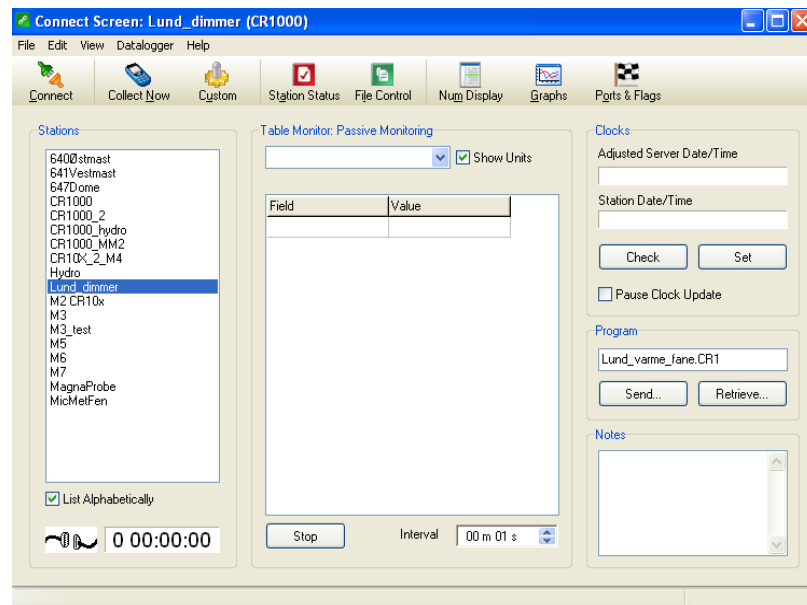 Connect Screen: Lund_dimmer (CR1000)
File Edit View Datalogger Help
Connect Collect Now Custom Station Status File Control Num Display Graphs Ports & Flags
Stations
640Østmast
641Vestmast
647Dome
CR1000
CR1000_2
CR1000_hydro
CR1000_MM2
CR10X_2_M4
Hydro
Lund_dimmer
M2 CR10x
M3
M3_test
M5
M6
M7
MagnaProbe
MicMetFen
List Alphabetically
0 00:00:00
Table Monitor: Passive Monitoring
Show Units
Field Value
Stop Interval 00 m 01 s
Clocks
Adjusted Server Date/Time
Station Date/Time
Check Set
Pause Clock Update
Program
Lund_varme_fane.CR1
Send... Retrieve...
Notes